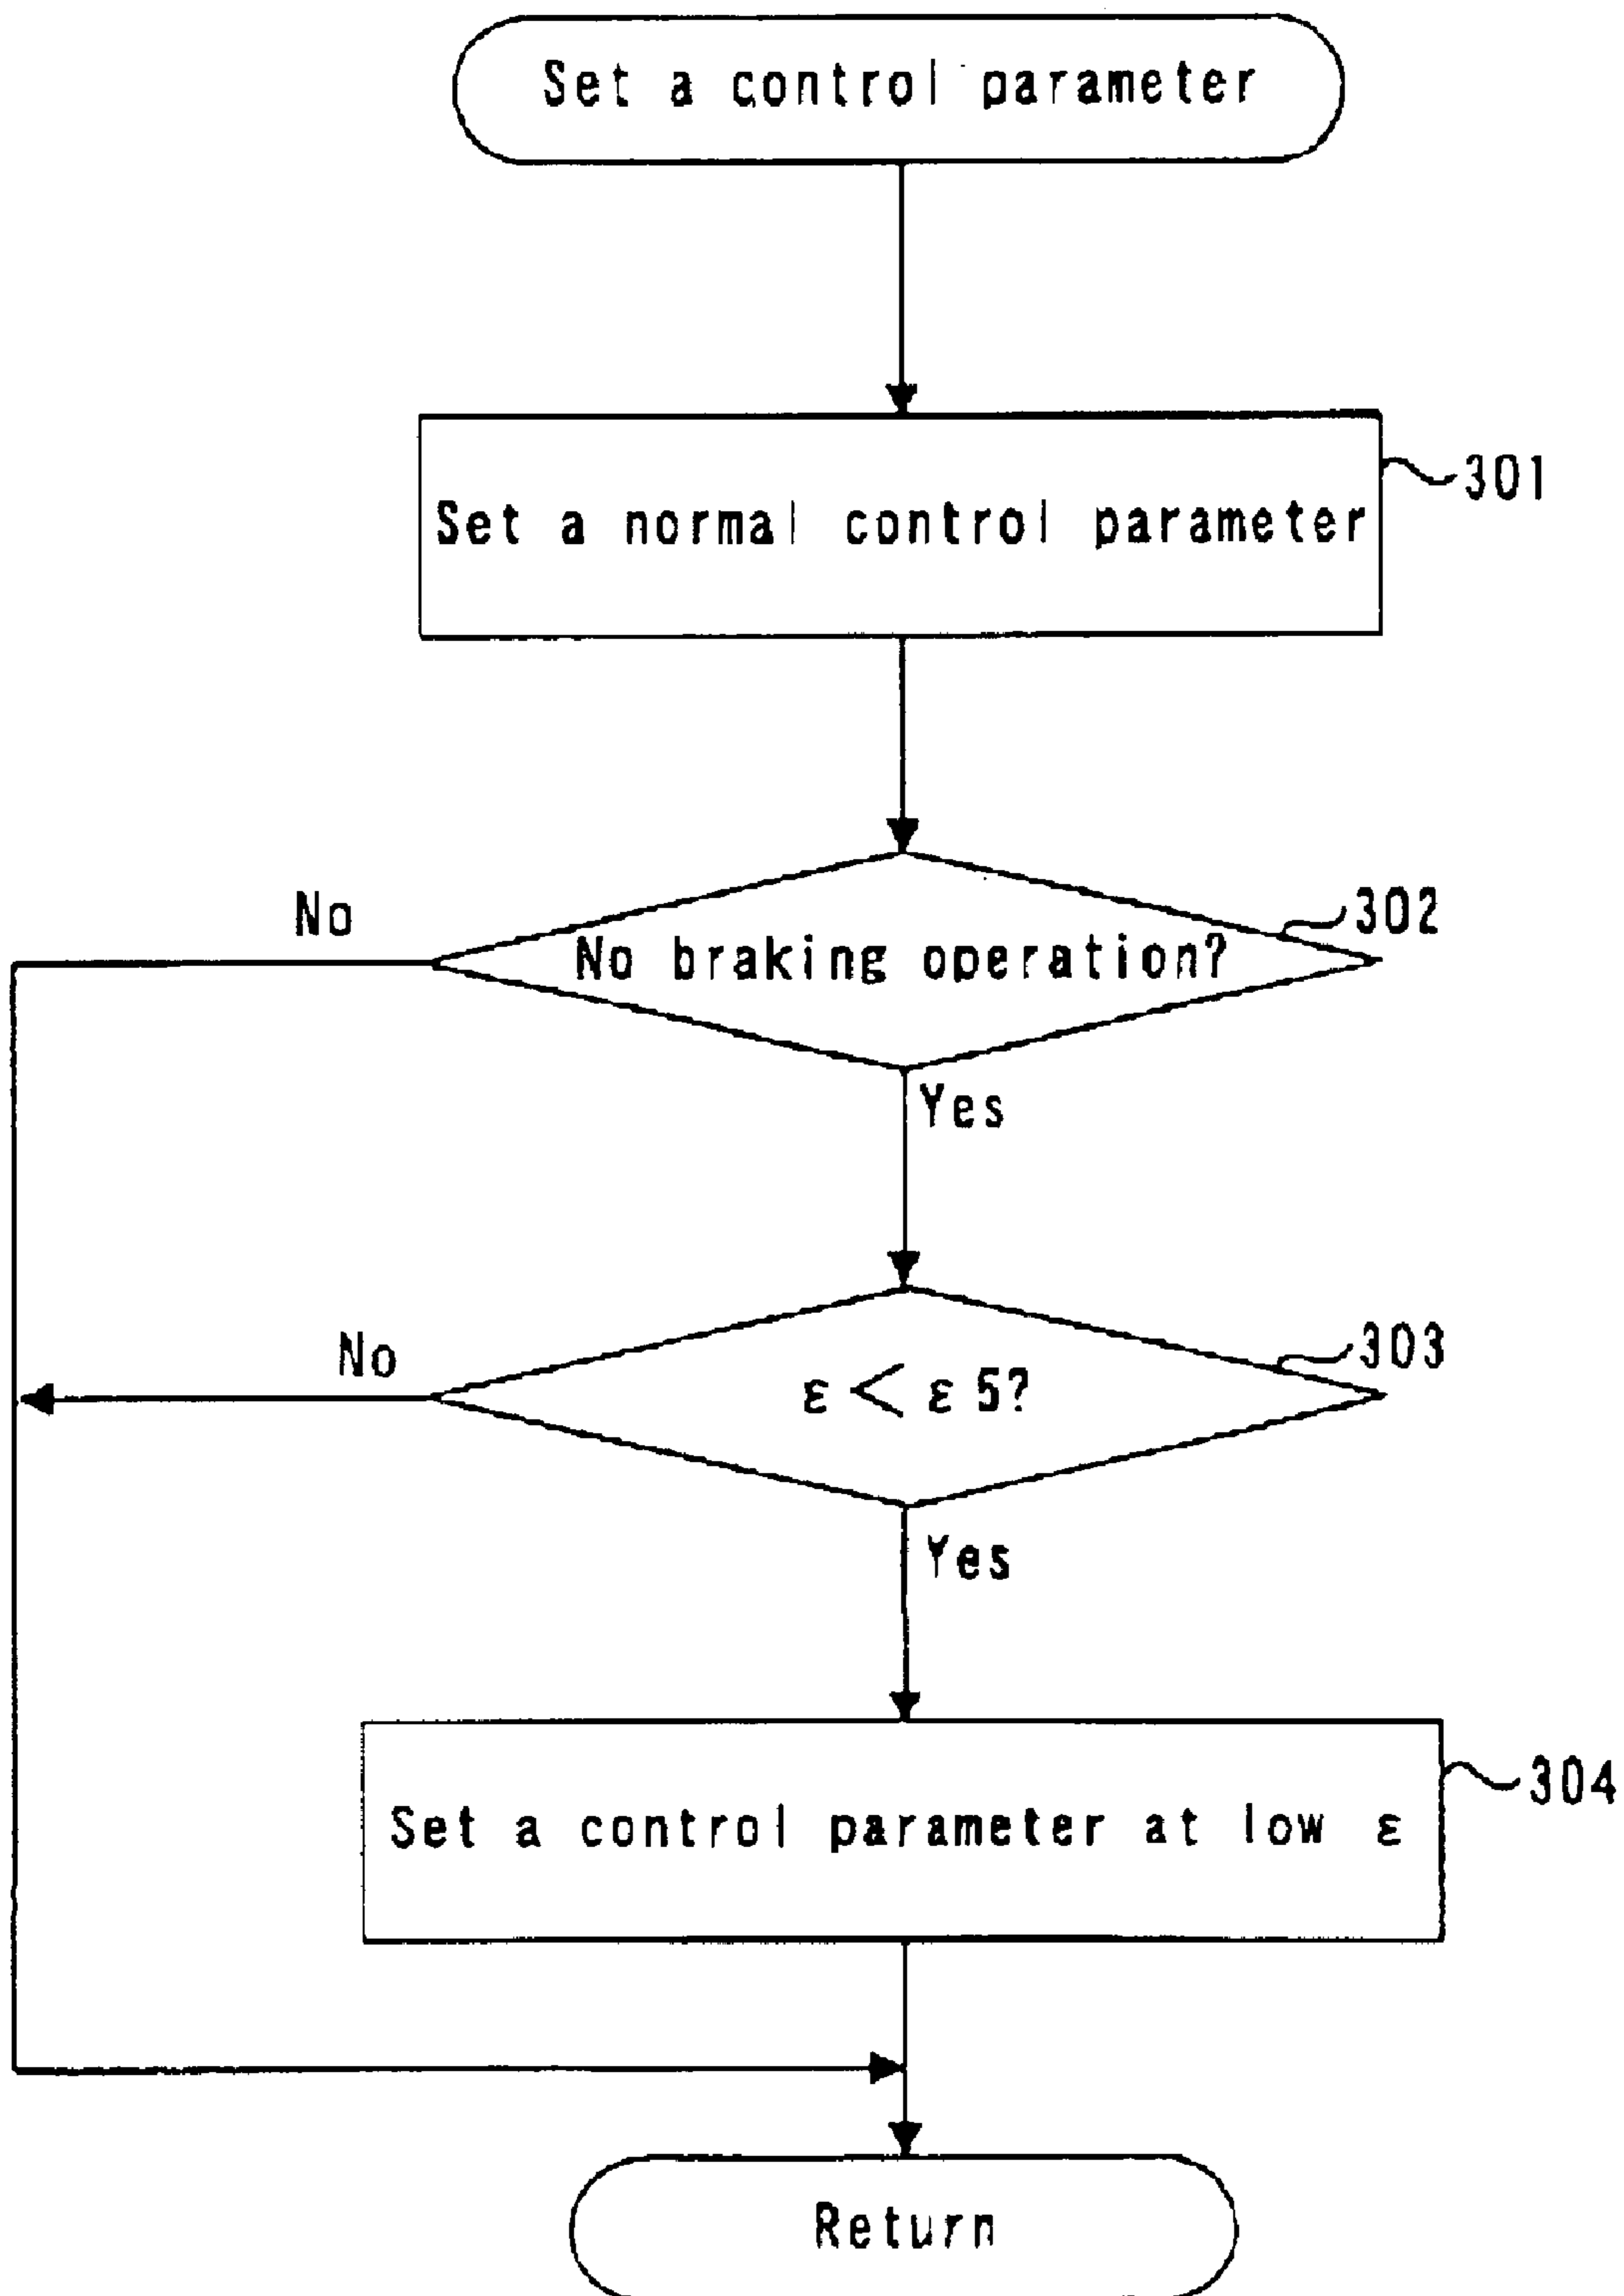 Set a control parameter
301
Set a normal control parameter
302
No
No braking operation?
Yes
303
No
ε < ε 5?
Yes
304
Set a control parameter at low ε
Return